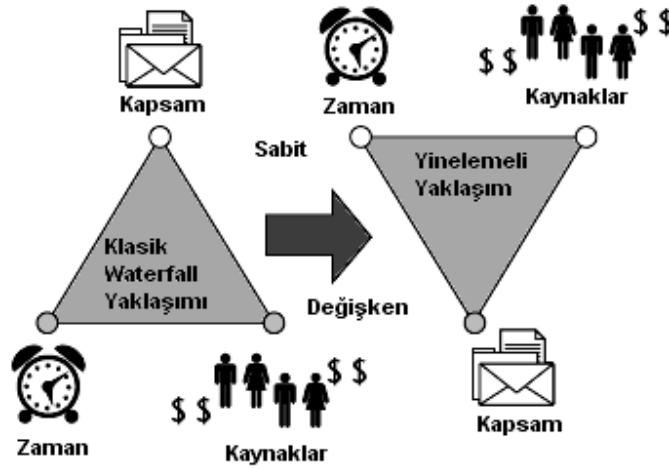 Kapsam
Zaman
$ $
$ $
Kaynaklar
Sabit
Yinelemeli
Yaklaşım
Klasik
Waterfall
Yaklaşımı
Değişken
Zaman
$ $
$ $
Kaynaklar
Kapsam